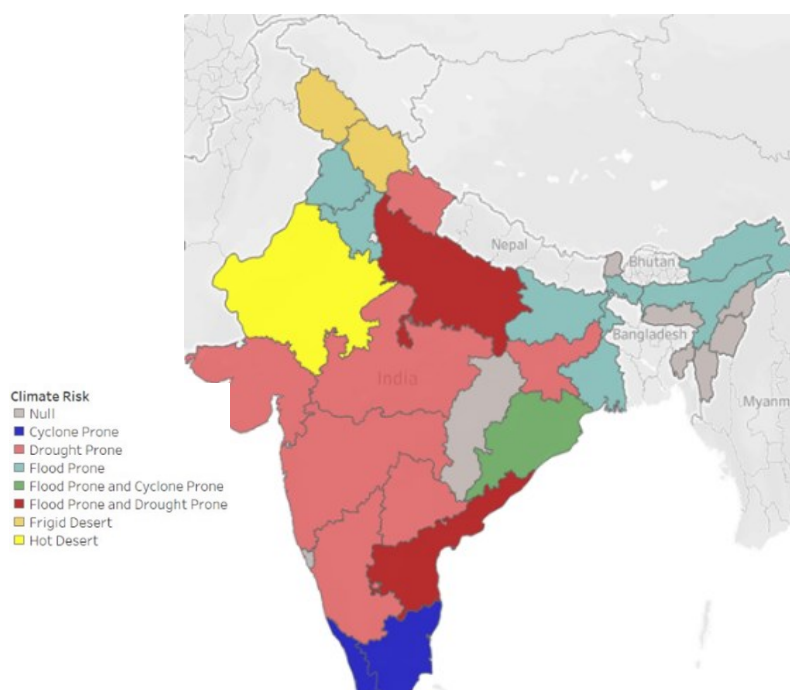 Nepal
Bhutan
Bangladesh
India
Myanm
Climate Risk
Null
Cyclone Prone
Drought Prone
Flood Prone
Flood Prone and Cyclone Prone
Flood Prone and Drought Prone
Frigid Desert
Hot Desert